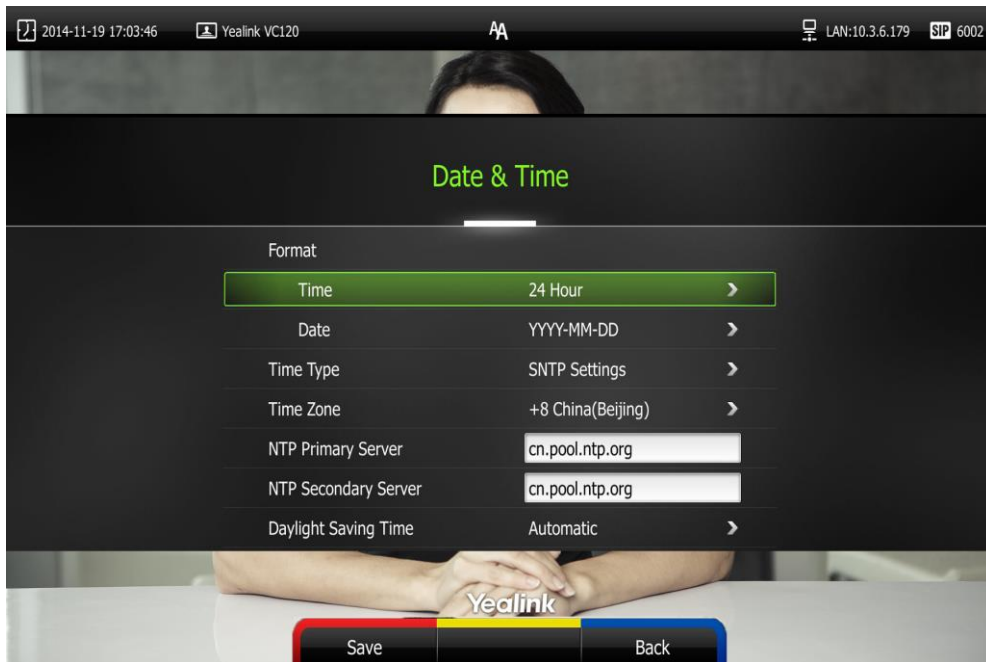 2014-11-19 17:03:46 Yealink VC120 AA LAN:10.3.6.179 SIP 6002
Date & Time
Format
Time 24 Hour
Date YYYY-MM-DD
Time Type SNTP Settings
Time Zone +8 China(Beijing)
NTP Primary Server cn.pool.ntp.org
NTP Secondary Server cn.pool.ntp.org
Daylight Saving Time Automatic
Yealink
Save Back